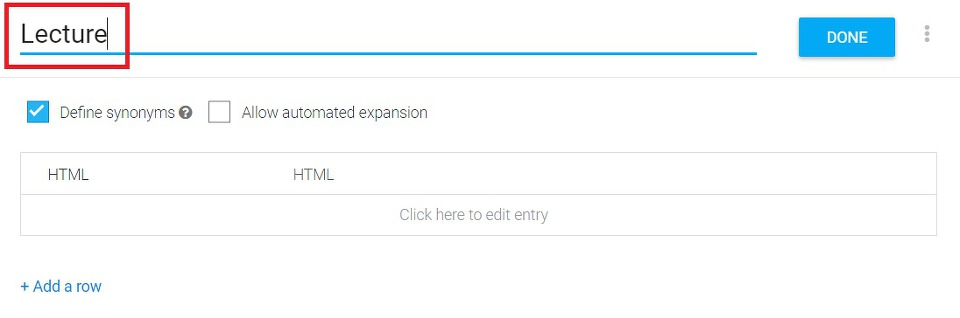 Lecture
DONE
Define synonyms ? Allow automated expansion
HTML HTML
Click here to edit entry
+ Add a row